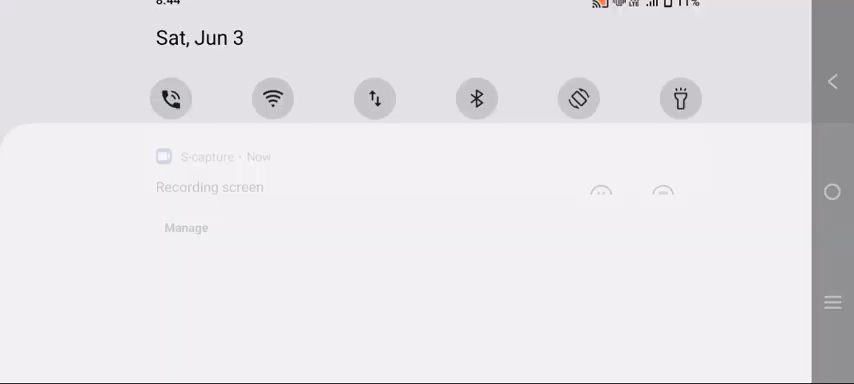 8:44 11%
Sat, Jun 3
S-capture • Now
Recording screen
Manage